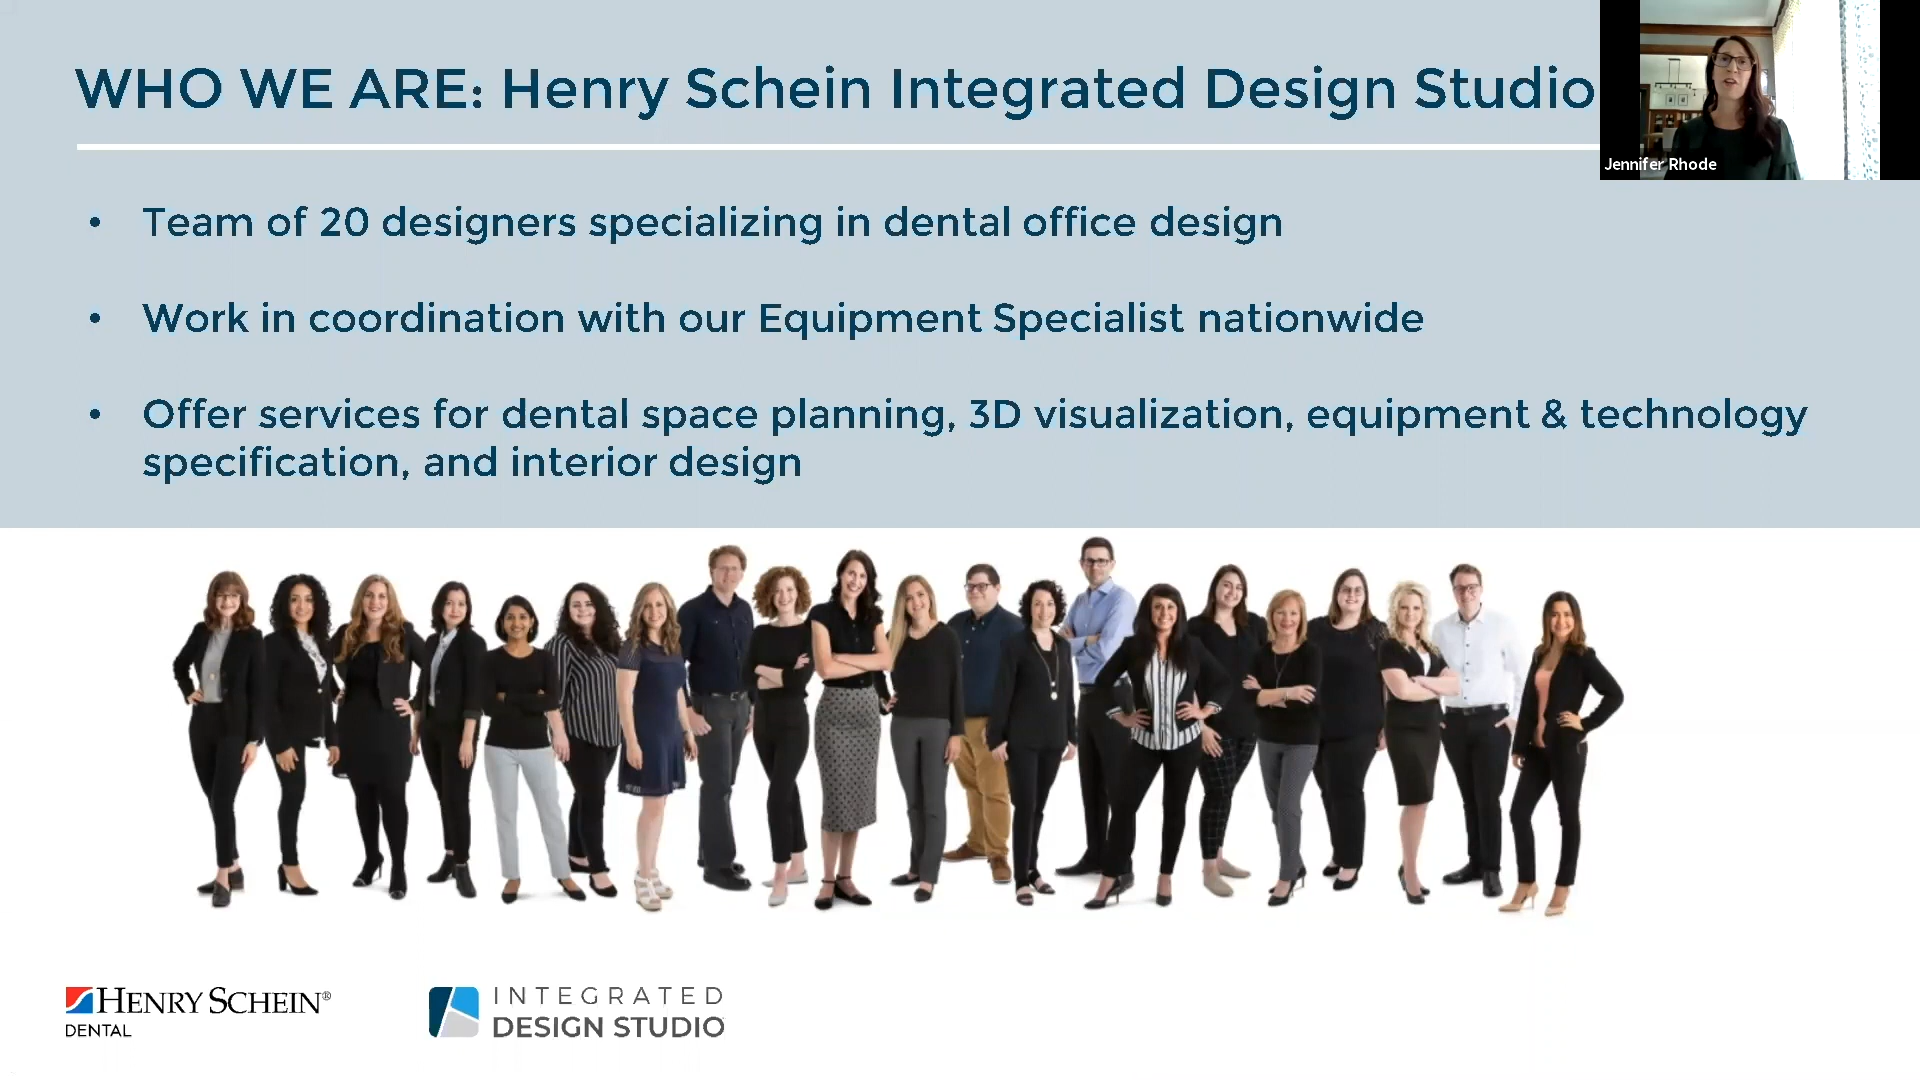 WHO WE ARE: Henry Schein Integrated Design Studio
Jennifer Rhode
• Team of 20 designers specializing in dental office design
• Work in coordination with our Equipment Specialist nationwide
• Offer services for dental space planning, 3D visualization, equipment & technology
specification, and interior design
HENRY SCHEIN®
DENTAL
INTEGRATED
DESIGN STUDIO